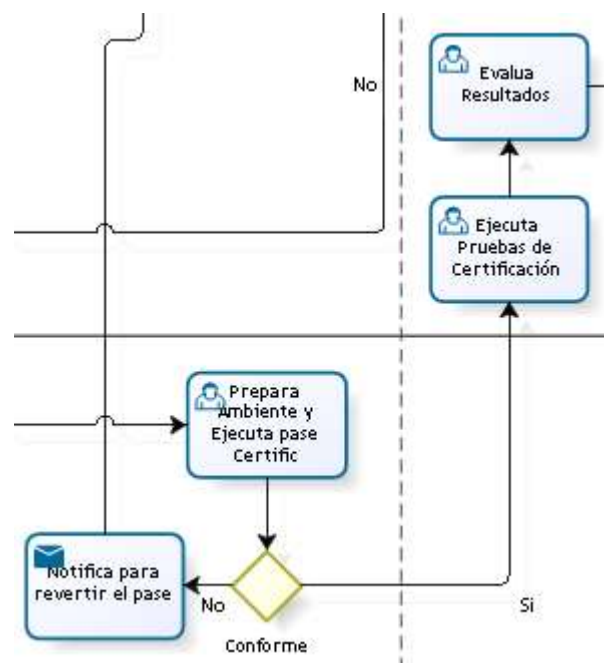 No
Evalua
Resultados
Ejecuta
Pruebas de
Certificación
Prepara
Ambiente y
Ejecuta pase
Certific
Notifica para
revertir el pase
No
Si
Conforme